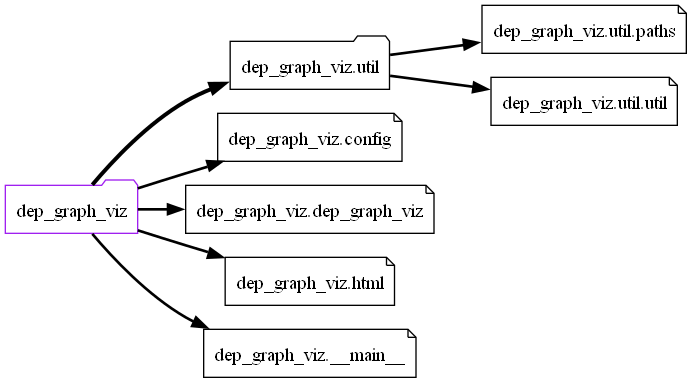 dep_graph_viz.util.paths
dep_graph_viz.util
dep_graph_viz.util.util
dep_graph_viz.config
dep_graph_viz
dep_graph_viz.dep_graph_viz
dep_graph_viz.html
dep_graph_viz.__main__